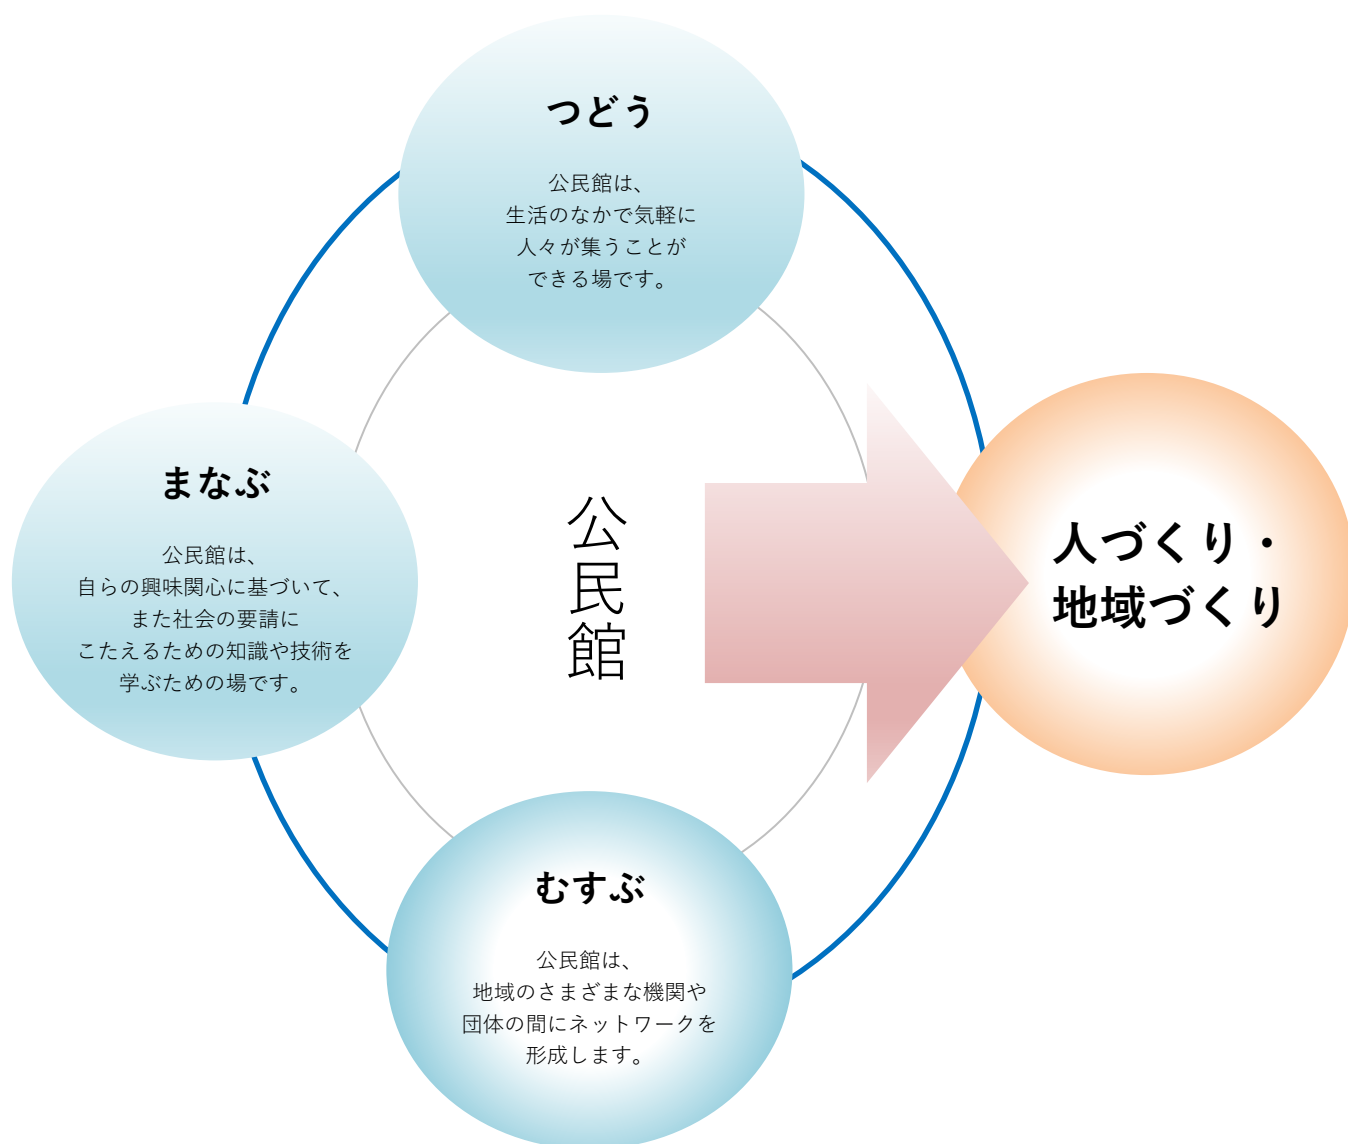 つどう
公民館は、
生活のなかで気軽に
人々が集うことが
できる場です。
まなぶ
公民館は、
自らの興味関心に基づいて、
また社会の要請に
こたえるための知識や技術を
学ぶための場です。
公民館
人づくり・
地域づくり
むすぶ
公民館は、
地域のさまざまな機関や
団体の間にネットワークを
形成します。